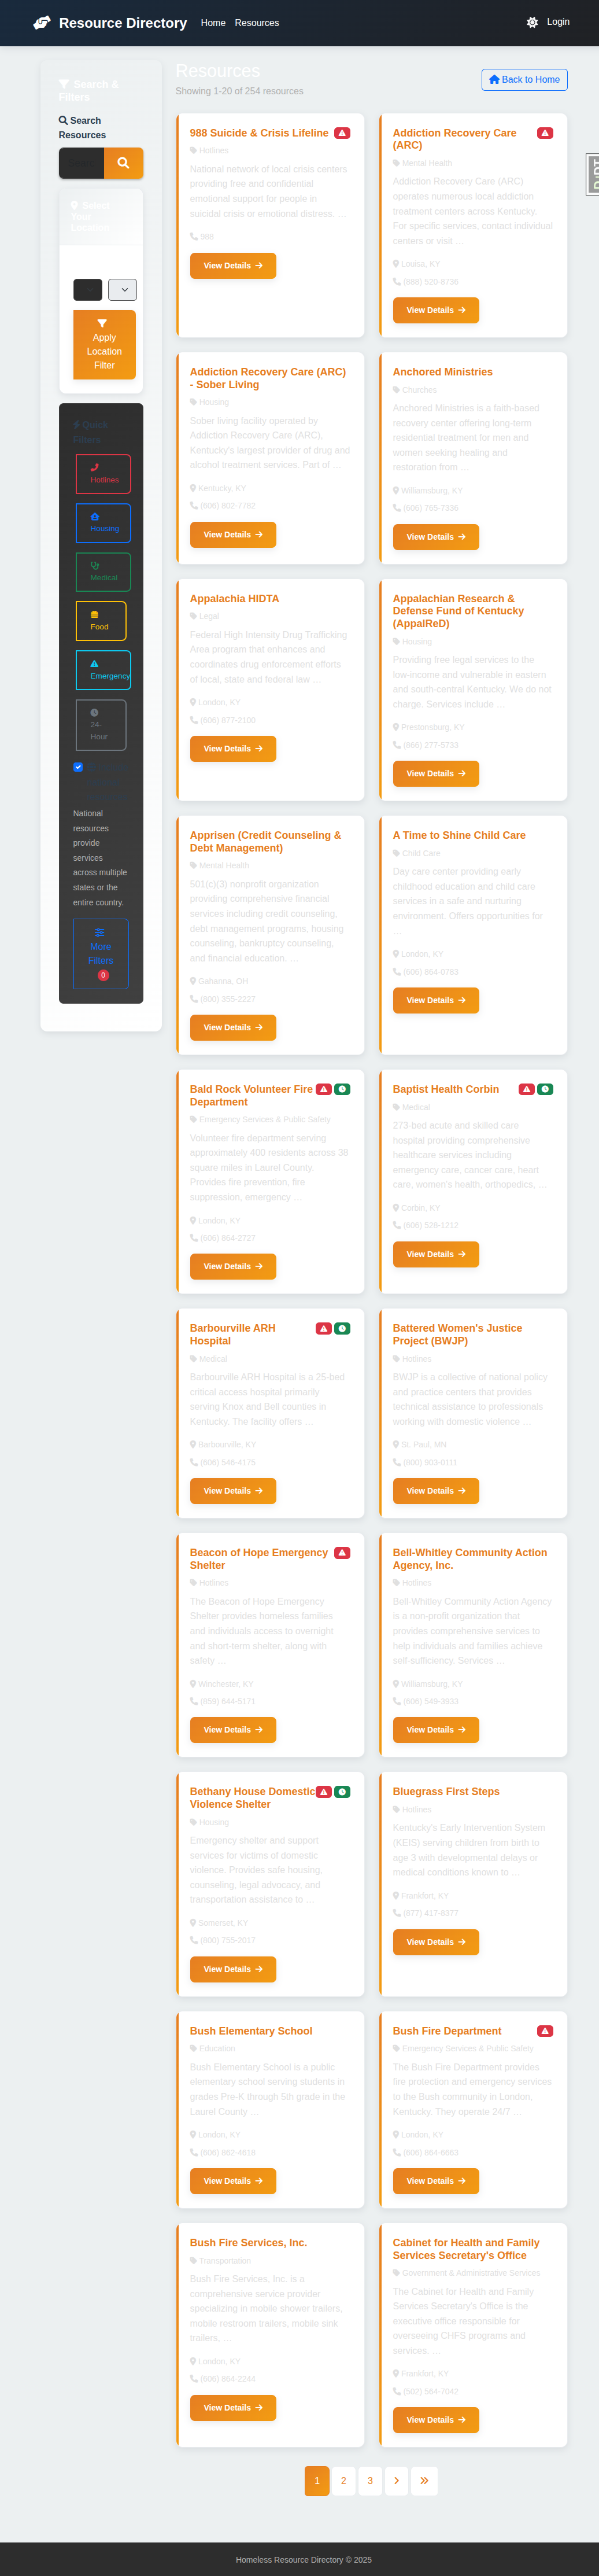 Resource Directory
Home Resources
Login
Search &
Filters
Search
Resources
Select
Your
Location
Apply
Location
Filter
Quick
Filters
Hotlines
Housing
Medical
Food
Emergency
24-
Hour
National
resources
provide
services
across multiple
states or the
entire country.
More
Filters
0
Resources
Showing 1-20 of 254 resources
Back to Home
DjDT
988 Suicide & Crisis Lifeline
Hotlines
National network of local crisis centers
providing free and confidential
emotional support for people in
suicidal crisis or emotional distress. …
988
View Details
Addiction Recovery Care
(ARC)
Mental Health
Addiction Recovery Care (ARC)
operates numerous local addiction
treatment centers across Kentucky.
For specific services, contact individual
centers or visit …
Louisa, KY
(888) 520-8736
View Details
Addiction Recovery Care (ARC)
- Sober Living
Housing
Sober living facility operated by
Addiction Recovery Care (ARC),
Kentucky's largest provider of drug and
alcohol treatment services. Part of …
Kentucky, KY
(606) 802-7782
View Details
Anchored Ministries
Churches
Anchored Ministries is a faith-based
recovery center offering long-term
residential treatment for men and
women seeking healing and
restoration from …
Williamsburg, KY
(606) 765-7336
View Details
Appalachia HIDTA
Legal
Federal High Intensity Drug Trafficking
Area program that enhances and
coordinates drug enforcement efforts
of local, state and federal law …
London, KY
(606) 877-2100
View Details
Appalachian Research &
Defense Fund of Kentucky
(AppalReD)
Housing
Providing free legal services to the
low-income and vulnerable in eastern
and south-central Kentucky. We do not
charge. Services include …
Prestonsburg, KY
(866) 277-5733
View Details
Apprisen (Credit Counseling &
Debt Management)
Mental Health
501(c)(3) nonprofit organization
providing comprehensive financial
services including credit counseling,
debt management programs, housing
counseling, bankruptcy counseling,
and financial education. …
Gahanna, OH
(800) 355-2227
View Details
A Time to Shine Child Care
Child Care
Day care center providing early
childhood education and child care
services in a safe and nurturing
environment. Offers opportunities for
…
London, KY
(606) 864-0783
View Details
Bald Rock Volunteer Fire
Department
Emergency Services & Public Safety
Volunteer fire department serving
approximately 400 residents across 38
square miles in Laurel County.
Provides fire prevention, fire
suppression, emergency …
London, KY
(606) 864-2727
View Details
Baptist Health Corbin
Medical
273-bed acute and skilled care
hospital providing comprehensive
healthcare services including
emergency care, cancer care, heart
care, women's health, orthopedics, …
Corbin, KY
(606) 528-1212
View Details
Barbourville ARH
Hospital
Medical
Barbourville ARH Hospital is a 25-bed
critical access hospital primarily
serving Knox and Bell counties in
Kentucky. The facility offers …
Barbourville, KY
(606) 546-4175
View Details
Battered Women's Justice
Project (BWJP)
Hotlines
BWJP is a collective of national policy
and practice centers that provides
technical assistance to professionals
working with domestic violence …
St. Paul, MN
(800) 903-0111
View Details
Beacon of Hope Emergency
Shelter
Hotlines
The Beacon of Hope Emergency
Shelter provides homeless families
and individuals access to overnight
and short-term shelter, along with
safety …
Winchester, KY
(859) 644-5171
View Details
Bell-Whitley Community Action
Agency, Inc.
Hotlines
Bell-Whitley Community Action Agency
is a non-profit organization that
provides comprehensive services to
help individuals and families achieve
self-sufficiency. Services …
Williamsburg, KY
(606) 549-3933
View Details
Bethany House Domestic
Violence Shelter
Housing
Emergency shelter and support
services for victims of domestic
violence. Provides safe housing,
counseling, legal advocacy, and
transportation assistance to …
Somerset, KY
(800) 755-2017
View Details
Bluegrass First Steps
Hotlines
Kentucky's Early Intervention System
(KEIS) serving children from birth to
age 3 with developmental delays or
medical conditions known to …
Frankfort, KY
(877) 417-8377
View Details
Bush Elementary School
Education
Bush Elementary School is a public
elementary school serving students in
grades Pre-K through 5th grade in the
Laurel County …
London, KY
(606) 862-4618
View Details
Bush Fire Department
Emergency Services & Public Safety
The Bush Fire Department provides
fire protection and emergency services
to the Bush community in London,
Kentucky. They operate 24/7 …
London, KY
(606) 864-6663
View Details
Bush Fire Services, Inc.
Transportation
Bush Fire Services, Inc. is a
comprehensive service provider
specializing in mobile shower trailers,
mobile restroom trailers, mobile sink
trailers, …
London, KY
(606) 864-2244
View Details
Cabinet for Health and Family
Services Secretary's Office
Government & Administrative Services
The Cabinet for Health and Family
Services Secretary's Office is the
executive office responsible for
overseeing CHFS programs and
services. …
Frankfort, KY
(502) 564-7042
View Details
1 2 3
Homeless Resource Directory © 2025